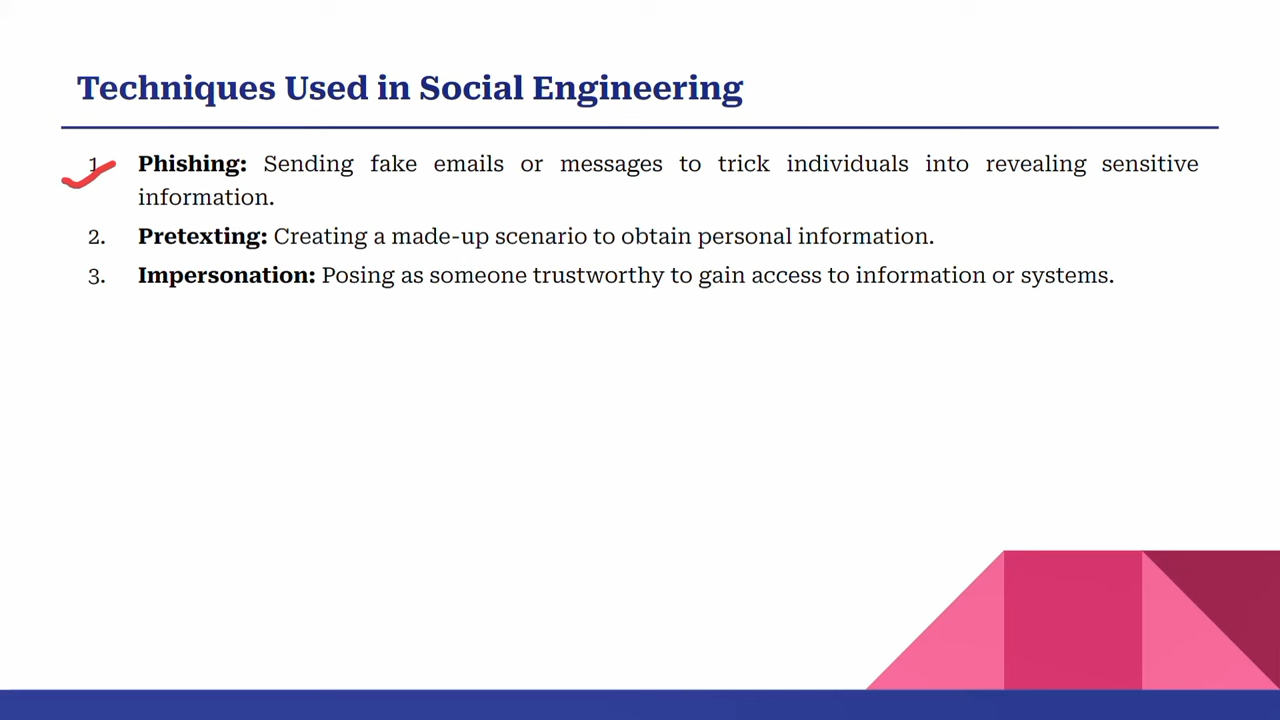 Techniques Used in Social Engineering
1. Phishing: Sending fake emails or messages to trick individuals into revealing sensitive
information.
2. Pretexting: Creating a made-up scenario to obtain personal information.
3. Impersonation: Posing as someone trustworthy to gain access to information or systems.